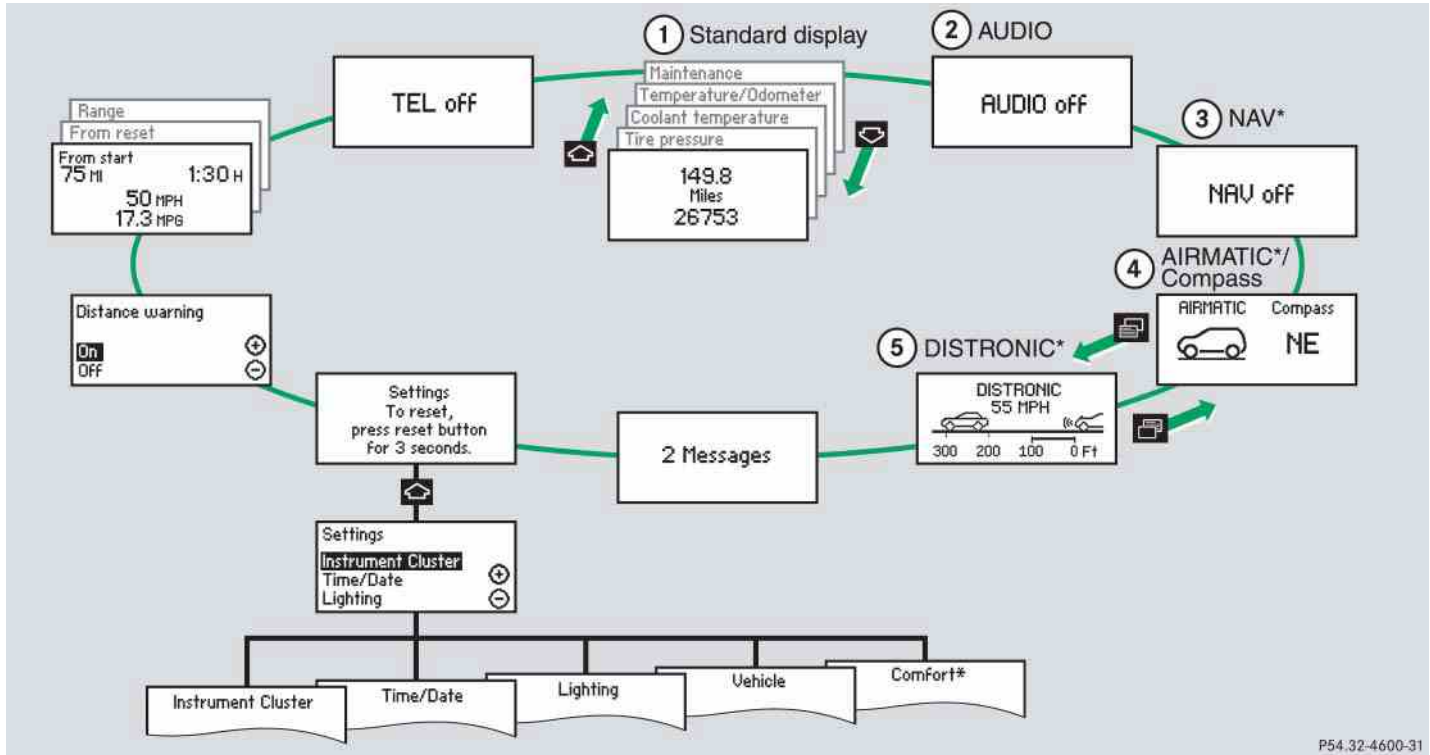 1 Standard display
Maintenance
Temperature/Odometer
Coolant temperature
Tire pressure
149.8
Miles
26753
2 AUDIO
AUDIO off
3 NAV*
NAV off
4 AIRMATIC*/
Compass
AIRMATIC Compass
NE
5 DISTRONIC*
DISTRONIC
55 MPH
300 200 100 0 Ft
2 Messages
Settings
To reset,
press reset button
for 3 seconds.
Settings
Instrument Cluster
Time/Date
Lighting
Instrument Cluster
Time/Date
Lighting
Vehicle
Comfort*
Distance warning
On
Off
Range
From reset
From start
75 MI 1:30 H
50 MPH
17.3 MPG
TEL off
P54.32-4600-31